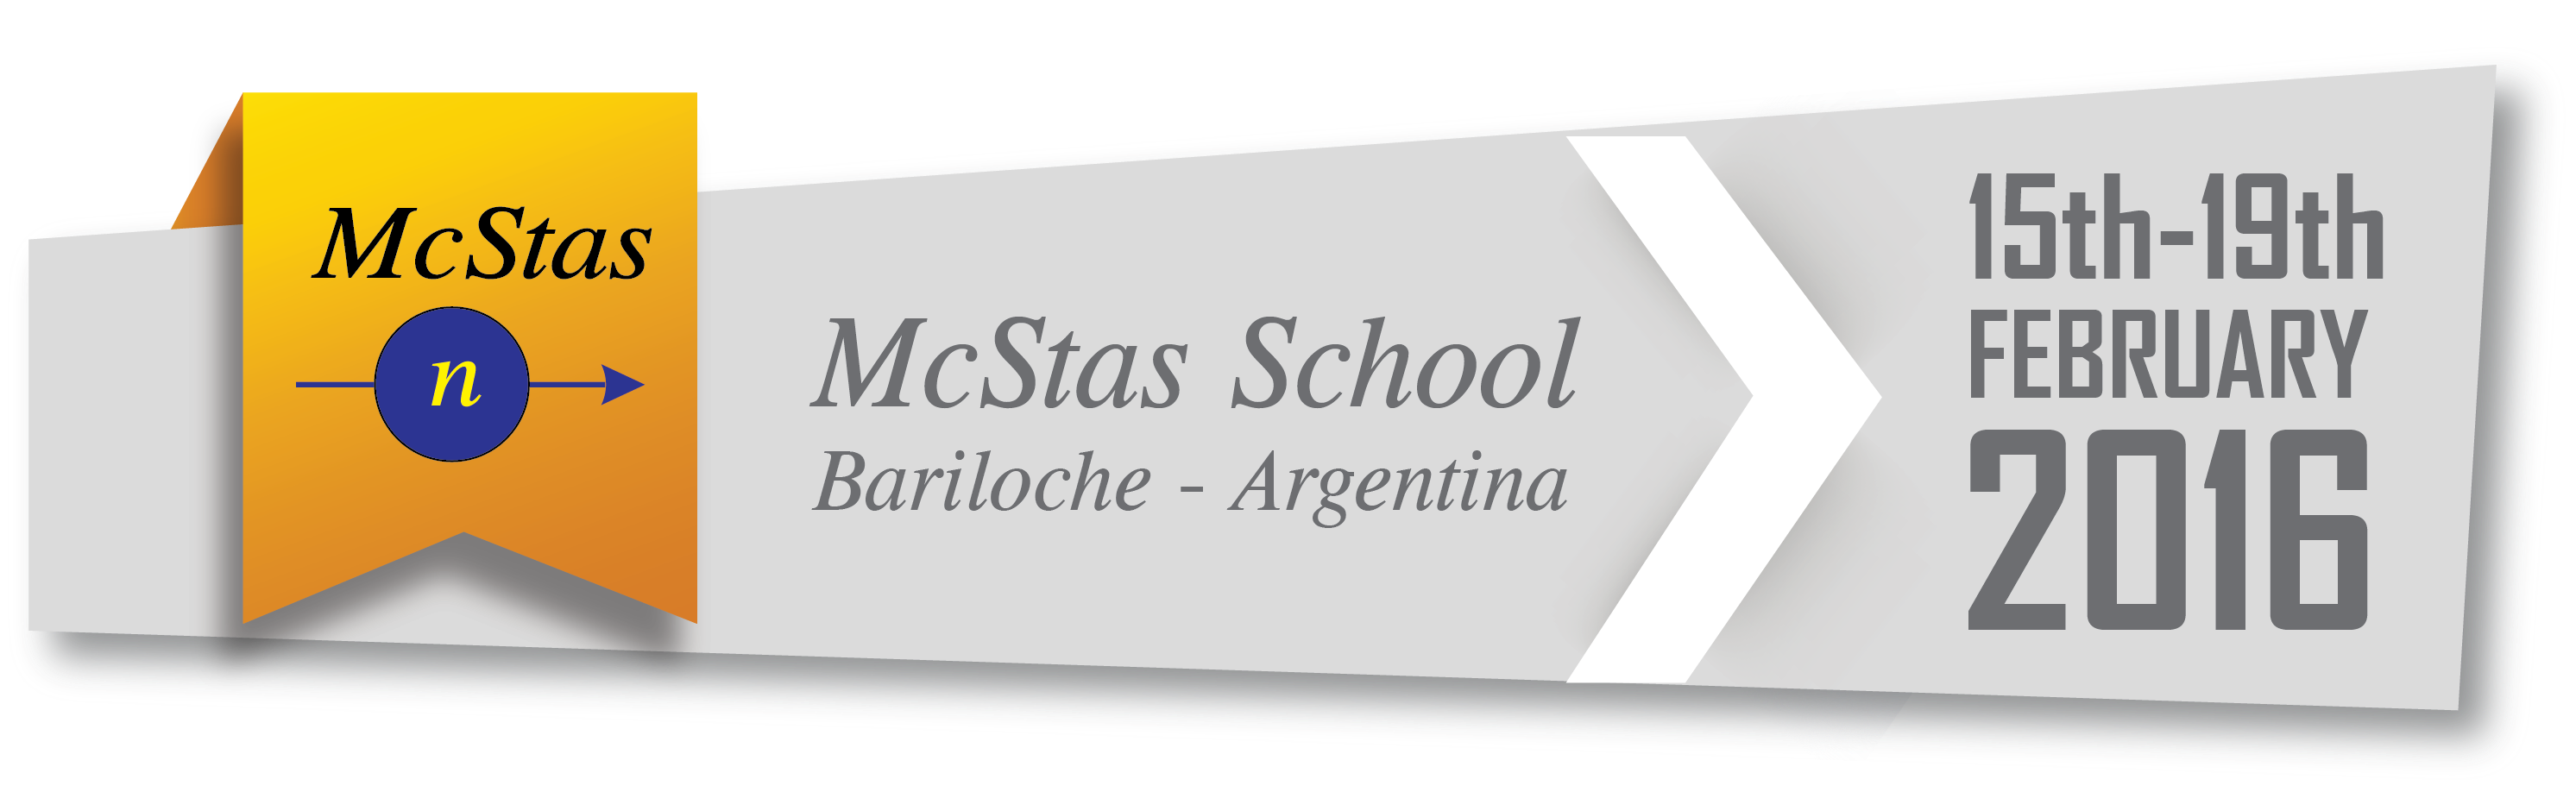 McStas
n
McStas School
Bariloche - Argentina
15th-19th
FEBRUARY
2016